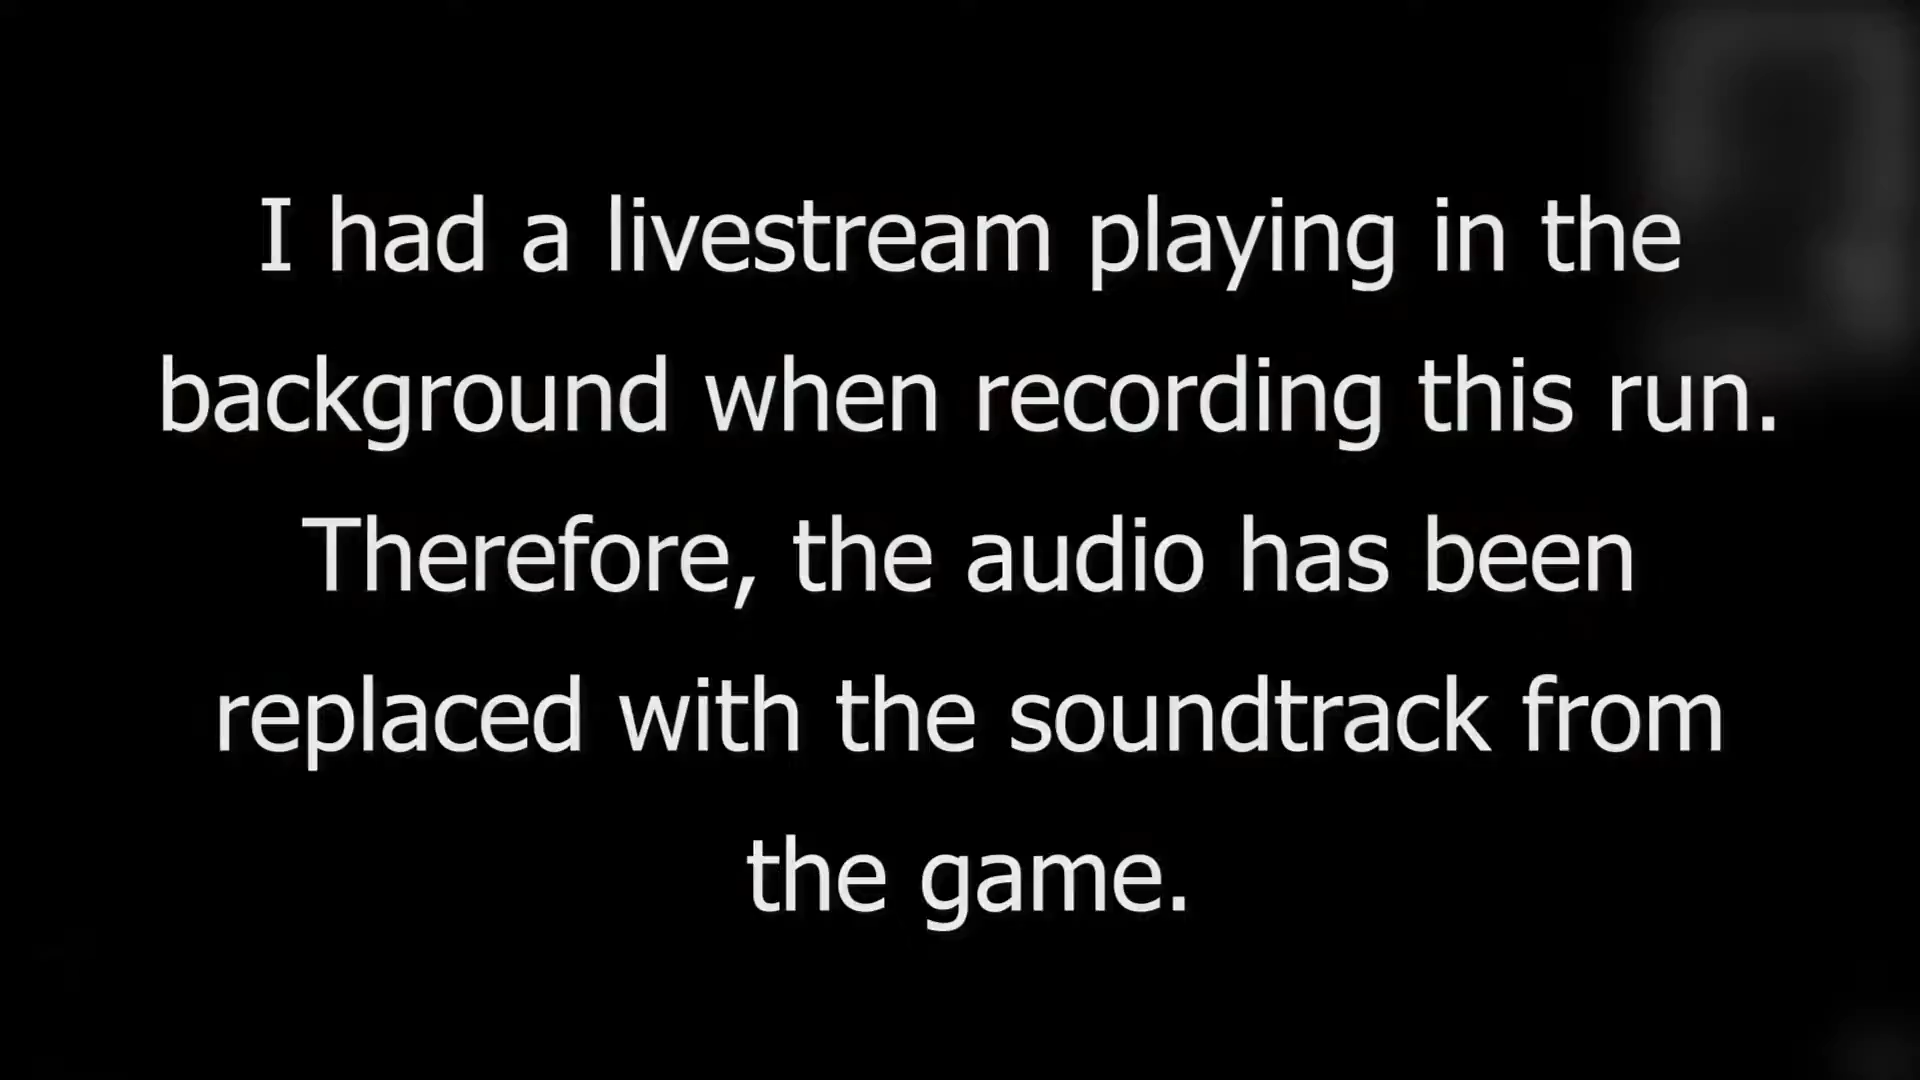 I had a livestream playing in the
background when recording this run.
Therefore, the audio has been
replaced with the soundtrack from
the game.